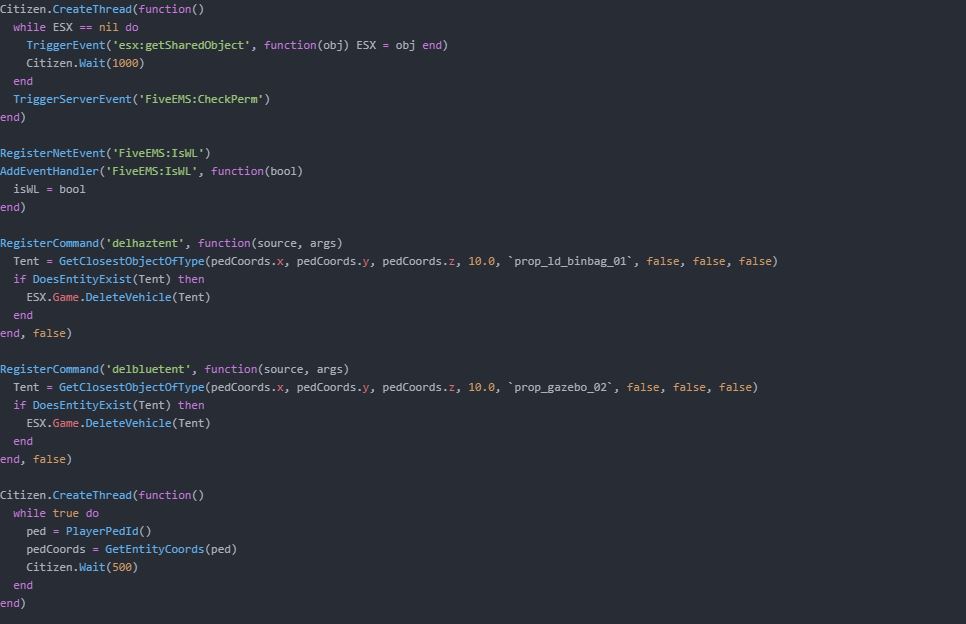 Citizen.CreateThread(function()
  while ESX == nil do
    TriggerEvent('esx:getSharedObject', function(obj) ESX = obj end)
    Citizen.Wait(1000)
  end
  TriggerServerEvent('FiveEMS:CheckPerm')
end)

RegisterNetEvent('FiveEMS:IsWL')
AddEventHandler('FiveEMS:IsWL', function(bool)
  isWL = bool
end)

RegisterCommand('delhaztent', function(source, args)
  Tent = GetClosestObjectOfType(pedCoords.x, pedCoords.y, pedCoords.z, 10.0, `prop_ld_binbag_01`, false, false, false)
  if DoesEntityExist(Tent) then
    ESX.Game.DeleteVehicle(Tent)
  end
end, false)

RegisterCommand('delbluetent', function(source, args)
  Tent = GetClosestObjectOfType(pedCoords.x, pedCoords.y, pedCoords.z, 10.0, `prop_gazebo_02`, false, false, false)
  if DoesEntityExist(Tent) then
    ESX.Game.DeleteVehicle(Tent)
  end
end, false)

Citizen.CreateThread(function()
  while true do
    ped = PlayerPedId()
    pedCoords = GetEntityCoords(ped)
    Citizen.Wait(500)
  end
end)